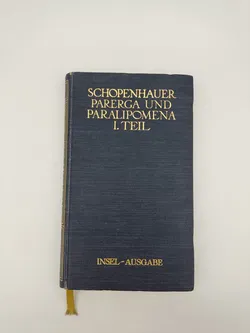 SCHOPENHAUER
PARERGA UND
PARALIPOMENA
I. TEIL
INSEL-AUSGABE